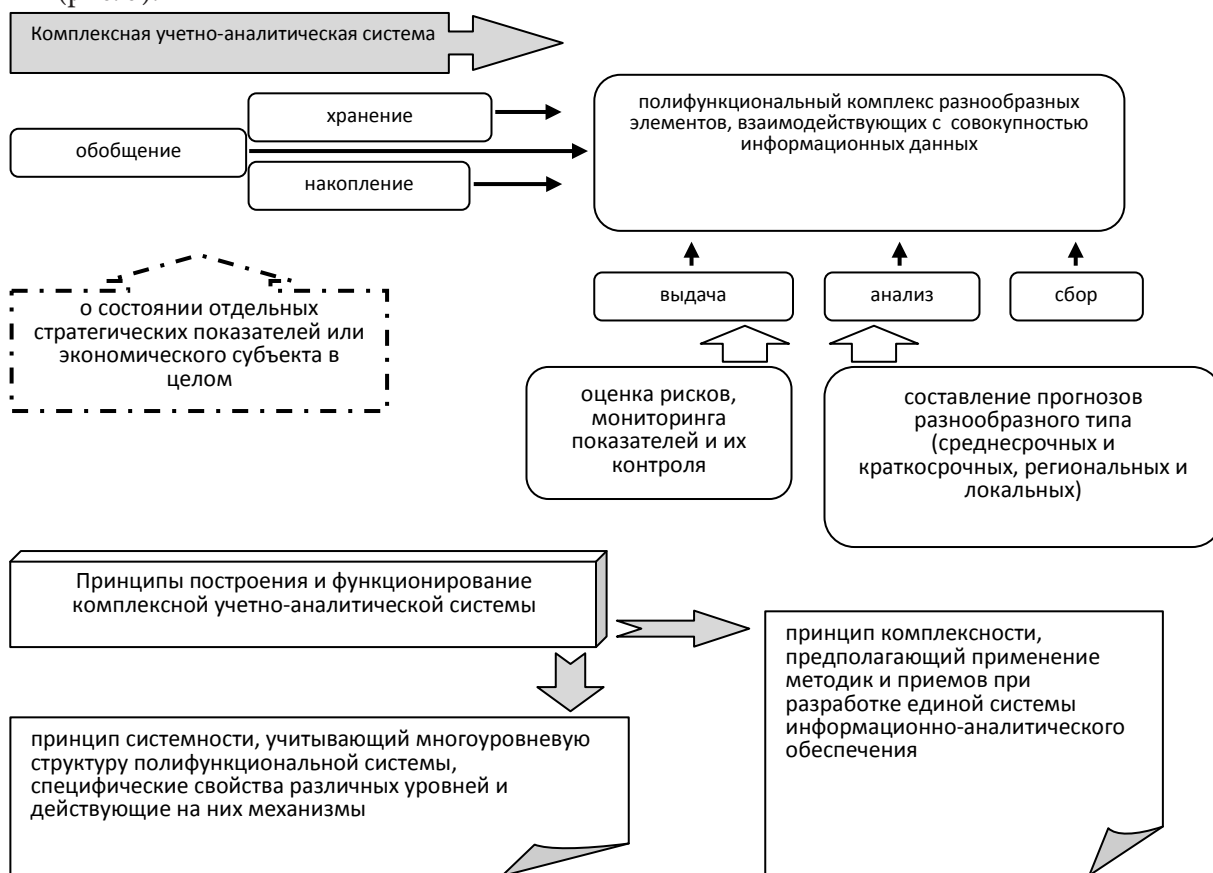 Комплексная учетно-аналитическая система
полифункциональный комплекс разнообразных
элементов, взаимодействующих с совокупностью
информационных данных
хранение
обобщение
накопление
выдача
анализ
сбор
о состоянии отдельных
стратегических показателей или
экономического субъекта в
целом
оценка рисков,
мониторинга
показателей и их
контроля
составление прогнозов
разнообразного типа
(среднесрочных и
краткосрочных, региональных и
локальных)
Принципы построения и функционирование
комплексной учетно-аналитической системы
принцип комплексности,
предполагающий применение
методик и приемов при
разработке единой системы
информационно-аналитического
обеспечения
принцип системности, учитывающий многоуровневую
структуру полифункциональной системы,
специфические свойства различных уровней и
действующие на них механизмы